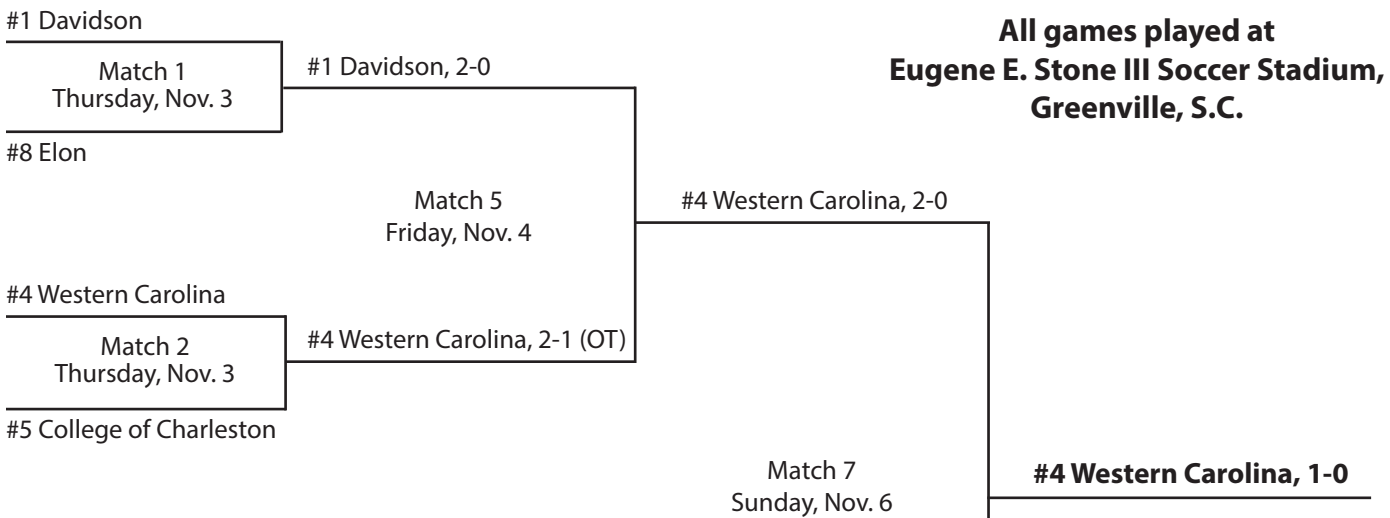 #1 Davidson
All games played at
Eugene E. Stone III Soccer Stadium,
Greenville, S.C.
Match 1
Thursday, Nov. 3
#1 Davidson, 2-0
#8 Elon
Match 5
Friday, Nov. 4
#4 Western Carolina, 2-0
#4 Western Carolina
Match 2
Thursday, Nov. 3
#4 Western Carolina, 2-1 (OT)
#5 College of Charleston
Match 7
Sunday, Nov. 6
#4 Western Carolina, 1-0